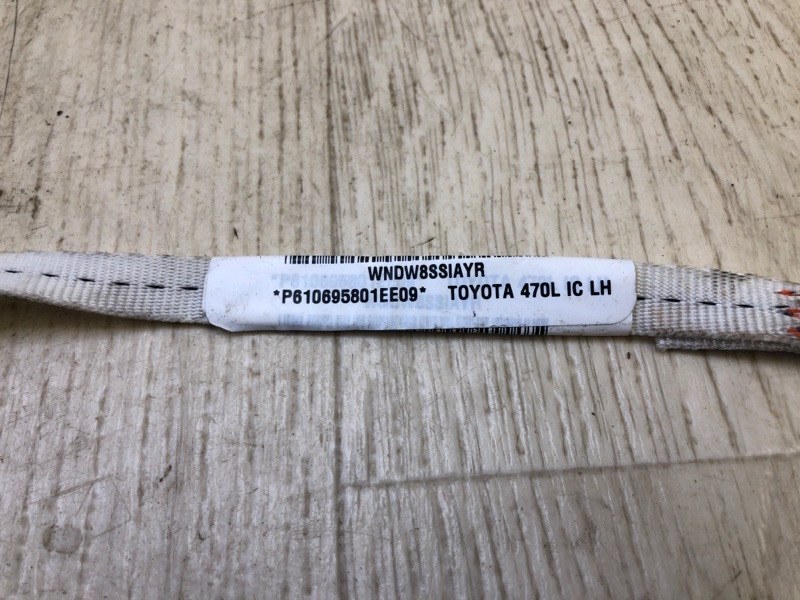 WNDW8SSIAYR
*P610695801EE09* TOYOTA 470L IC LH